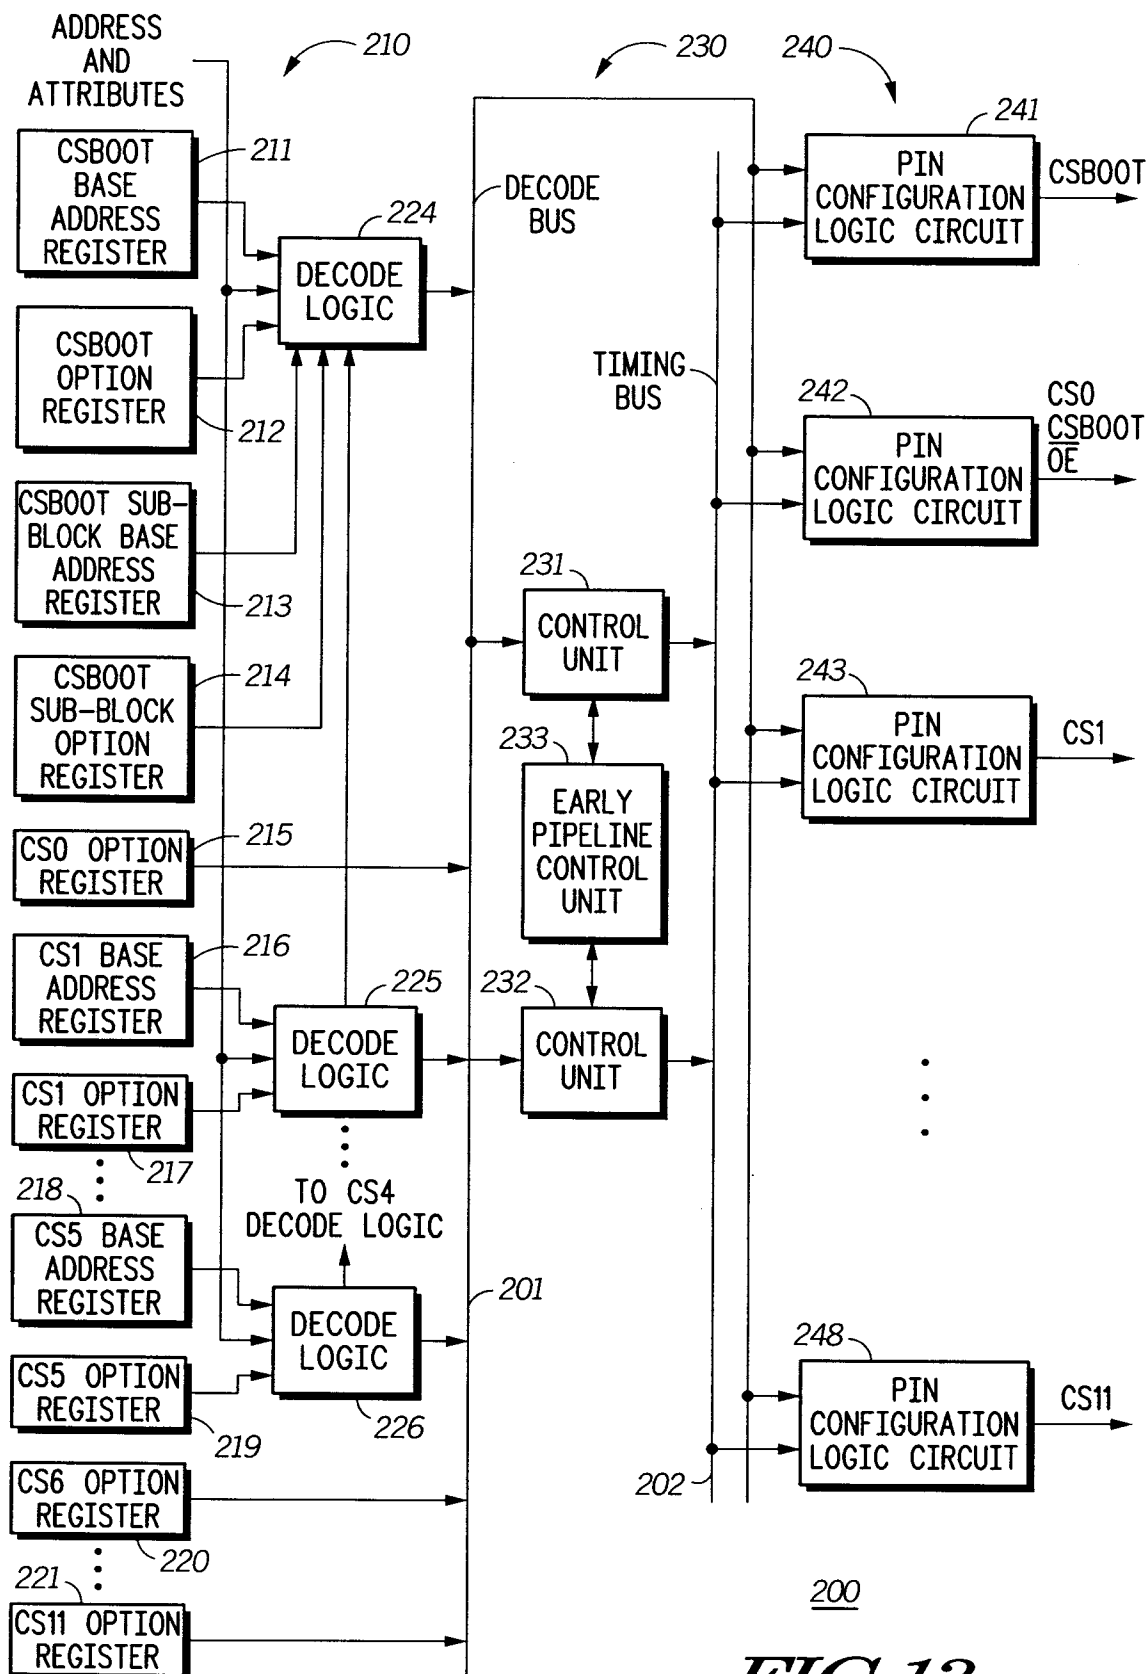 ADDRESS
AND
ATTRIBUTES
210
230
240
CSBOOT
BASE
ADDRESS
REGISTER
211
CSBOOT
OPTION
REGISTER
212
CSBOOT SUB-
BLOCK BASE
ADDRESS
REGISTER
213
CSBOOT
SUB-BLOCK
OPTION
REGISTER
214
CS0 OPTION
REGISTER
215
CS1 BASE
ADDRESS
REGISTER
216
CS1 OPTION
REGISTER
217
218
CS5 BASE
ADDRESS
REGISTER
CS5 OPTION
REGISTER
219
CS6 OPTION
REGISTER
220
221
CS11 OPTION
REGISTER
224
DECODE
LOGIC
225
DECODE
LOGIC
TO CS4
DECODE LOGIC
DECODE
LOGIC
226
DECODE
BUS
201
231
CONTROL
UNIT
233
EARLY
PIPELINE
CONTROL
UNIT
232
CONTROL
UNIT
TIMING
BUS
202
241
PIN
CONFIGURATION
LOGIC CIRCUIT
CSBOOT
242
PIN
CONFIGURATION
LOGIC CIRCUIT
CS0
CSBOOT
OE
243
PIN
CONFIGURATION
LOGIC CIRCUIT
CS1
248
PIN
CONFIGURATION
LOGIC CIRCUIT
CS11
200